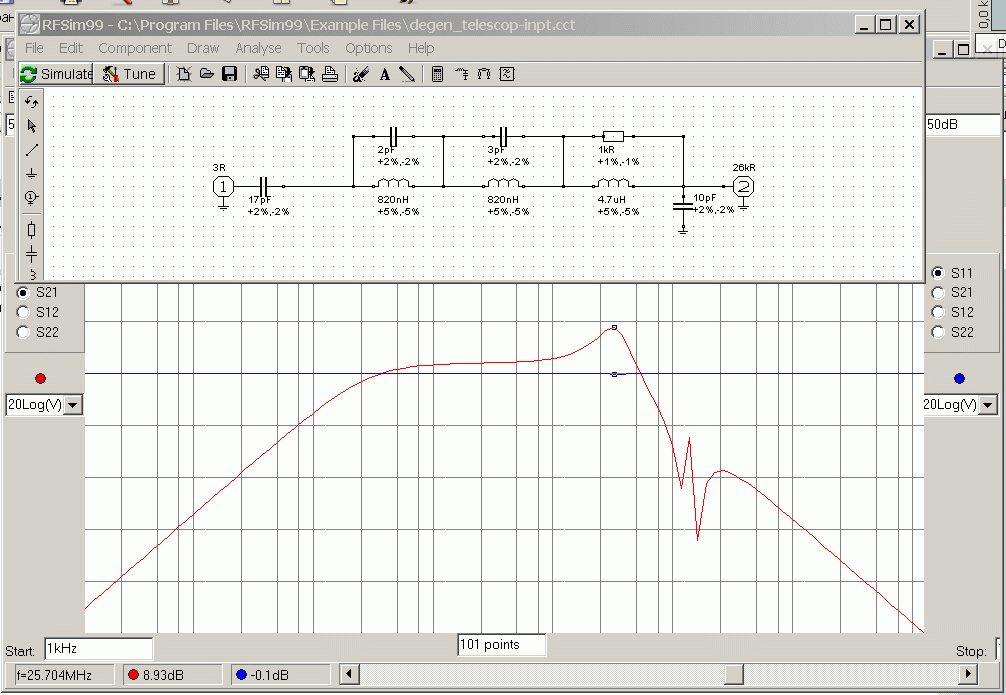 RFSim99 - C:\Program Files\RFSim99\Example Files\degen_telescop-inpt.cct
File Edit Component Draw Analyse Tools Options Help
Simulate Tune
50dB
2pF
+2%,-2%
3pF
+2%,-2%
1kR
+1%,-1%
3R
1
17pF
+2%,-2%
820nH
+5%,-5%
820nH
+5%,-5%
4.7uH
+5%,-5%
10pF
+2%,-2%
26kR
2
S21
S12
S22
20Log(V)
S11
S21
S12
S22
20Log(V)
Start: 1kHz
101 points
Stop:
f=25.704MHz 8.93dB -0.1dB